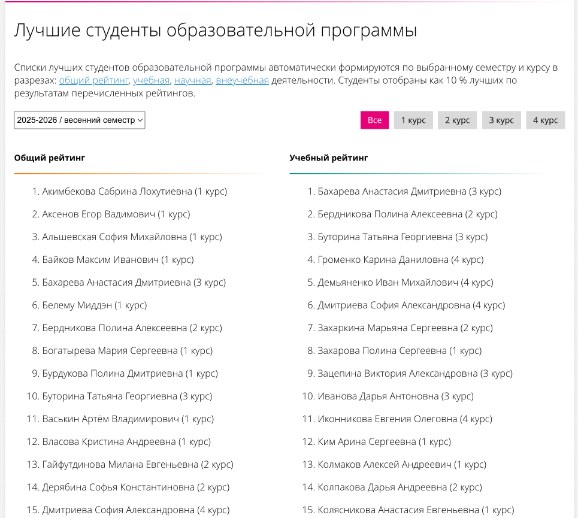 Лучшие студенты образовательной программы
Списки лучших студентов образовательной программы автоматически формируются по выбранному семестру и курсу в
разрезах: общий рейтинг, учебная, научная, внеучебная деятельности. Студенты отобраны как 10 % лучших по
результатам перечисленных рейтингов.
2025-2026 / весенний семестр
Все 1 курс 2 курс 3 курс 4 курс
Общий рейтинг
1. Акимбекова Сабрина Лохутиевна (1 курс)
2. Аксенов Егор Вадимович (1 курс)
3. Альшевская София Михайловна (1 курс)
4. Байков Максим Иванович (1 курс)
5. Бахарева Анастасия Дмитриевна (3 курс)
6. Белему Миддэн (1 курс)
7. Бердникова Полина Алексеевна (2 курс)
8. Богатырева Мария Сергеевна (1 курс)
9. Бурдукова Полина Дмитриевна (1 курс)
10. Буторина Татьяна Георгиевна (3 курс)
11. Васькин Артём Владимирович (1 курс)
12. Власова Кристина Андреевна (1 курс)
13. Гайфутдинова Милана Евгеньевна (2 курс)
14. Дерябина Софья Константиновна (2 курс)
15. Дмитриева София Александровна (4 курс)
Учебный рейтинг
1. Бахарева Анастасия Дмитриевна (3 курс)
2. Бердникова Полина Алексеевна (2 курс)
3. Буторина Татьяна Георгиевна (3 курс)
4. Громенко Карина Даниловна (4 курс)
5. Демьяненко Иван Михайлович (4 курс)
6. Дмитриева София Александровна (4 курс)
7. Захаркина Марьяна Сергеевна (2 курс)
8. Захарова Полина Сергеевна (1 курс)
9. Зацепина Виктория Александровна (3 курс)
10. Иванова Дарья Антоновна (3 курс)
11. Иконникова Евгения Олеговна (4 курс)
12. Ким Арина Сергеевна (1 курс)
13. Колмаков Алексей Андреевич (1 курс)
14. Колпакова Дарья Андреевна (2 курс)
15. Колясникова Анастасия Евгеньевна (1 курс)